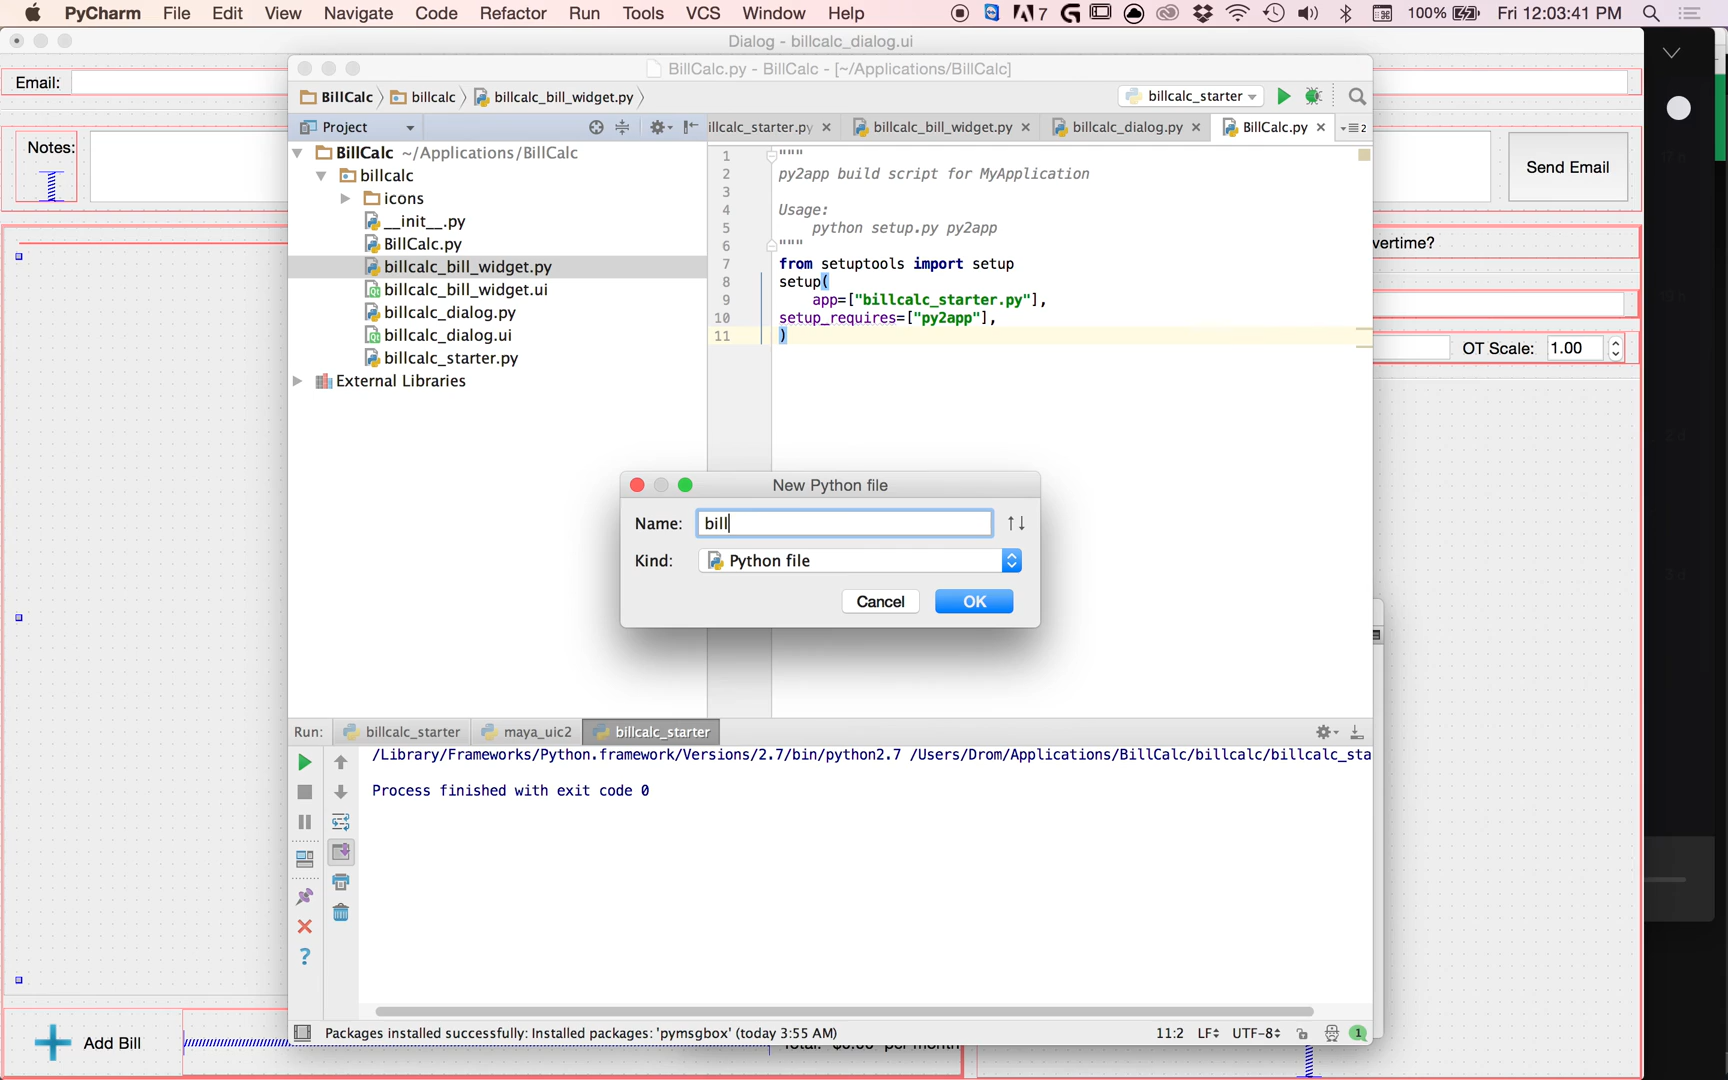 PyCharm File Edit View Navigate Code Refactor Run Tools VCS Window Help 7 100% Fri 12:03:41 PM
Dialog - billcalc_dialog.ui
Email:
BillCalc.py - BillCalc - [~/Applications/BillCalc]
BillCalc billcalc billcalc_bill_widget.py billcalc_starter
Project illcalc_starter.py billcalc_bill_widget.py billcalc_dialog.py BillCalc.py 2
Notes:
Send Email
BillCalc ~/Applications/BillCalc
billcalc
icons
__init__.py
BillCalc.py
billcalc_bill_widget.py
billcalc_bill_widget.ui
billcalc_dialog.py
billcalc_dialog.ui
billcalc_starter.py
External Libraries
1 """
2 py2app build script for MyApplication
3
4 Usage:
5 python setup.py py2app
6 """
7 from setuptools import setup
8 setup(
9 app=["billcalc_starter.py"],
10 setup_requires=["py2app"],
11 )
vertime?
OT Scale: 1.00
New Python file
Name: bill
Kind: Python file
Cancel OK
Run: billcalc_starter maya_uic2 billcalc_starter
/Library/Frameworks/Python.framework/Versions/2.7/bin/python2.7 /Users/Drom/Applications/BillCalc/billcalc/billcalc_sta
Process finished with exit code 0
?
Packages installed successfully: Installed packages: 'pymsgbox' (today 3:55 AM) 11:2 LF UTF-8 1
Add Bill
per month